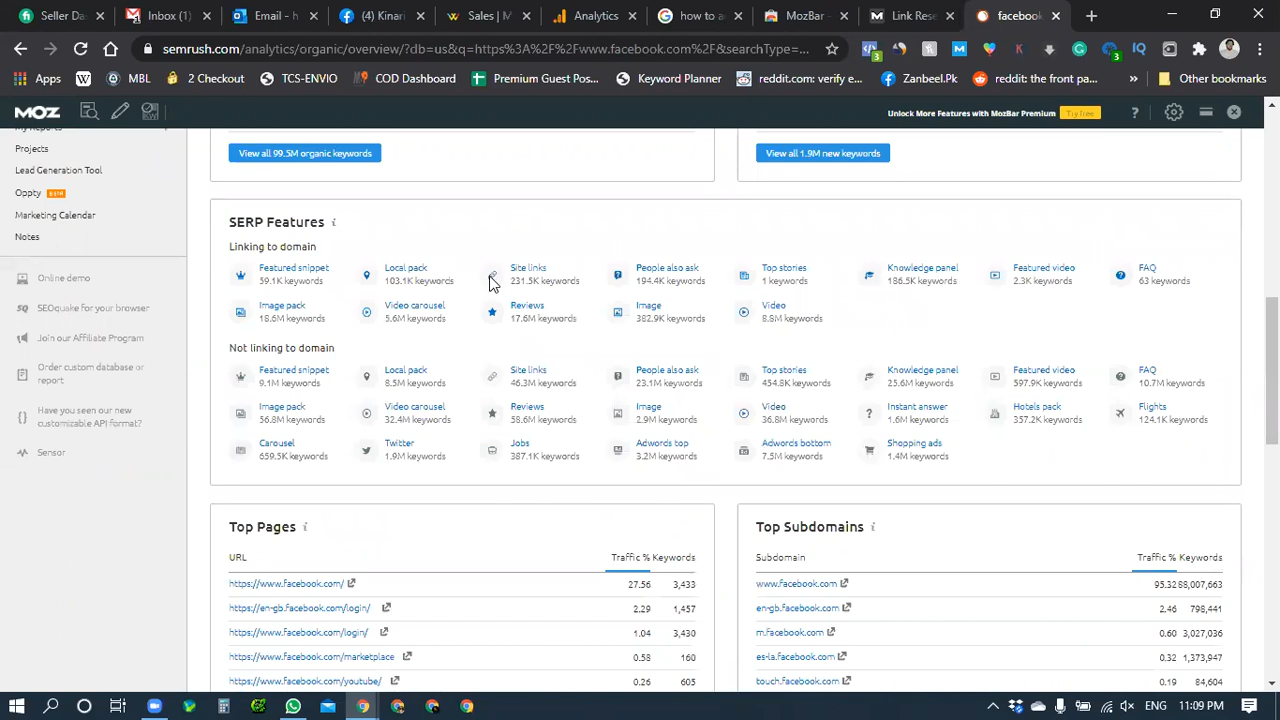 Seller Da
Inbox (1)
Email - h
(4) Kinari
Sales | M
Analytics
how to a
MozBar -
Link Rese
facebook
semrush.com/analytics/organic/overview/?db=us&q=https%3A%2F%2Fwww.facebook.com%2F&searchType=...
Apps
MBL
2 Checkout
TCS-ENVIO
COD Dashboard
Premium Guest Pos...
Keyword Planner
reddit.com: verify e...
Zanbeel.Pk
reddit the front pa...
Other bookmarks
MOZ
Unlock More Features with MozBar Premium
Try free
My Reports
Projects
Lead Generation Tool
Oppty BETA
Marketing Calendar
Notes
Online demo
SEOquake for your browser
Join our Affiliate Program
Order custom database or
report
Have you seen our new
customizable API format?
Sensor
View all 99.5M organic keywords
View all 1.9M new keywords
SERP Features
Linking to domain
Featured snippet
59.1K keywords
Local pack
103.1K keywords
Site links
231.5K keywords
People also ask
194.4K keywords
Top stories
1 keywords
Knowledge panel
186.5K keywords
Featured video
2.3K keywords
FAQ
63 keywords
Image pack
18.6M keywords
Video carousel
5.6M keywords
Reviews
17.6M keywords
Image
382.9K keywords
Video
8.8M keywords
Not linking to domain
Featured snippet
9.1M keywords
Local pack
8.5M keywords
Site links
46.3M keywords
People also ask
23.1M keywords
Top stories
454.8K keywords
Knowledge panel
25.6M keywords
Featured video
597.9K keywords
FAQ
10.7M keywords
Image pack
56.8M keywords
Video carousel
32.4M keywords
Reviews
58.6M keywords
Image
2.9M keywords
Video
36.8M keywords
Instant answer
1.6M keywords
Hotels pack
357.2K keywords
Flights
124.1K keywords
Carousel
659.5K keywords
Twitter
1.9M keywords
Jobs
387.1K keywords
Adwords top
3.2M keywords
Adwords bottom
7.5M keywords
Shopping ads
1.4M keywords
Top Pages
URL Traffic % Keywords
https://www.facebook.com/ 27.56 3,433
https://en-gb.facebook.com/login/ 2.29 1,457
https://www.facebook.com/login/ 1.04 3,430
https://www.facebook.com/marketplace 0.58 160
https://www.facebook.com/youtube/ 0.26 605
Top Subdomains
Subdomain Traffic % Keywords
www.facebook.com 95.32 88,007,663
en-gb.facebook.com 2.46 798,441
m.facebook.com 0.60 3,027,036
es-la.facebook.com 0.32 1,373,947
touch.facebook.com 0.19 84,604
ENG 11:09 PM